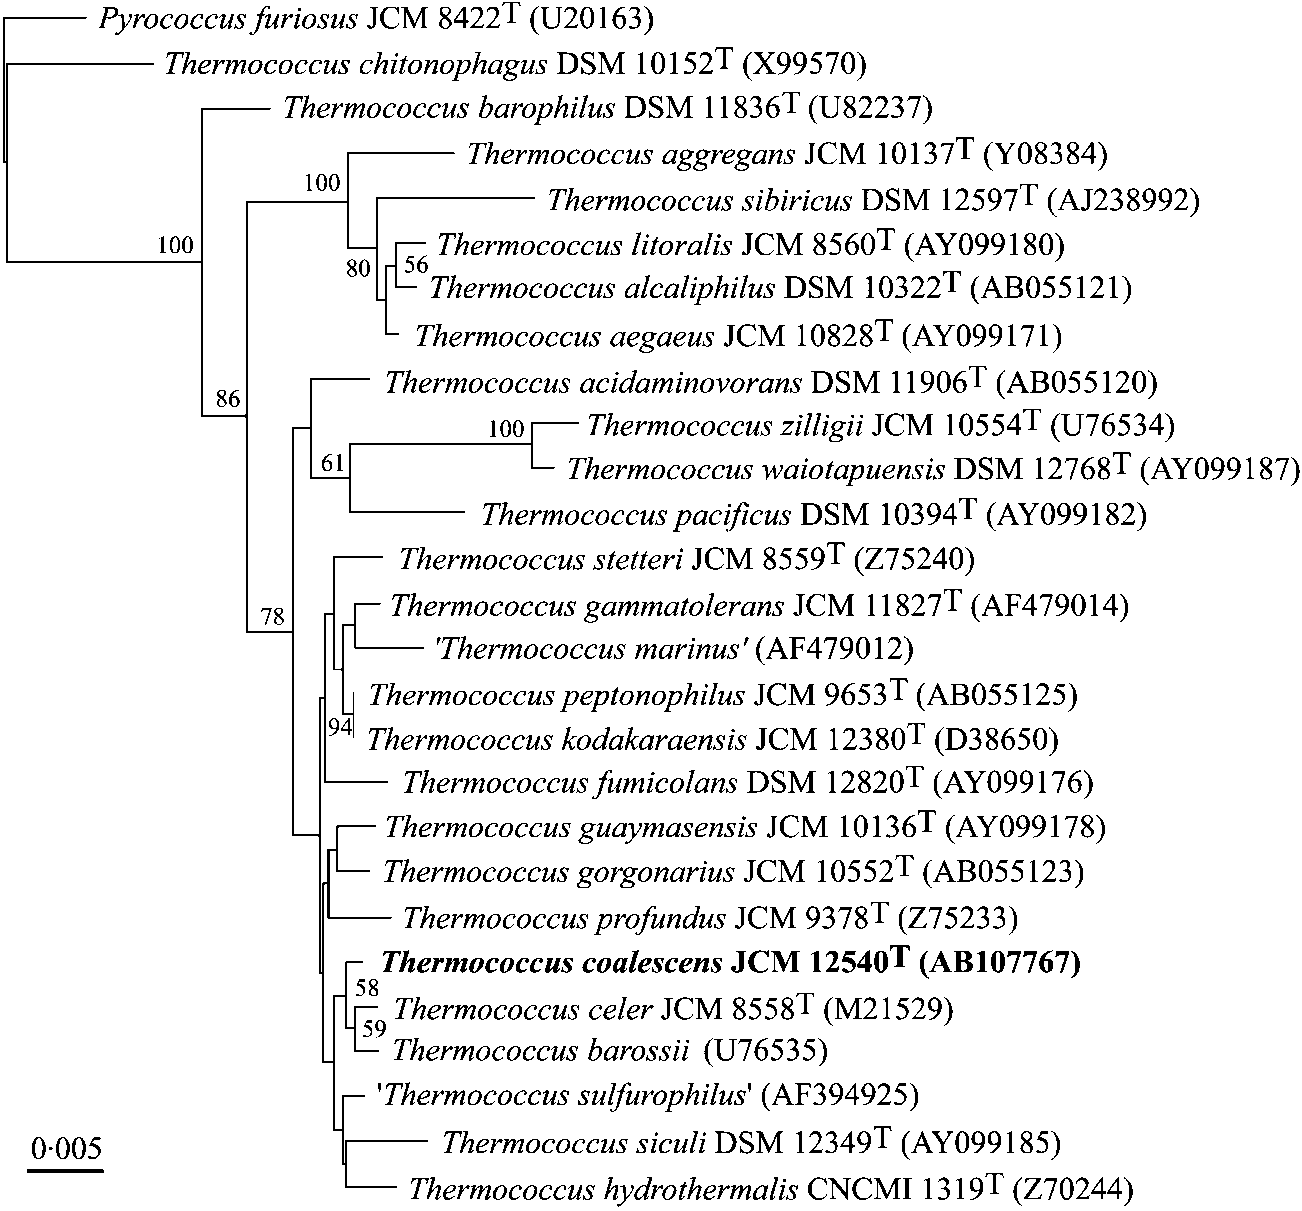 Pyrococcus furiosus JCM 8422T (U20163)
Thermococcus chitonophagus DSM 10152T (X99570)
Thermococcus barophilus DSM 11836T (U82237)
Thermococcus aggregans JCM 10137T (Y08384)
100
Thermococcus sibiricus DSM 12597T (AJ238992)
100
Thermococcus litoralis JCM 8560T (AY099180)
80
56
Thermococcus alcaliphilus DSM 10322T (AB055121)
Thermococcus aegaeus JCM 10828T (AY099171)
Thermococcus acidaminovorans DSM 11906T (AB055120)
86
Thermococcus zilligii JCM 10554T (U76534)
100
61
Thermococcus waiotapuensis DSM 12768T (AY099187)
Thermococcus pacificus DSM 10394T (AY099182)
Thermococcus stetteri JCM 8559T (Z75240)
Thermococcus gammatolerans JCM 11827T (AF479014)
78
'Thermococcus marinus' (AF479012)
Thermococcus peptonophilus JCM 9653T (AB055125)
94
Thermococcus kodakaraensis JCM 12380T (D38650)
Thermococcus fumicolans DSM 12820T (AY099176)
Thermococcus guaymasensis JCM 10136T (AY099178)
Thermococcus gorgonarius JCM 10552T (AB055123)
Thermococcus profundus JCM 9378T (Z75233)
Thermococcus coalescens JCM 12540T (AB107767)
58
Thermococcus celer JCM 8558T (M21529)
59
Thermococcus barossii (U76535)
'Thermococcus sulfurophilus' (AF394925)
Thermococcus siculi DSM 12349T (AY099185)
0·005
Thermococcus hydrothermalis CNCMI 1319T (Z70244)